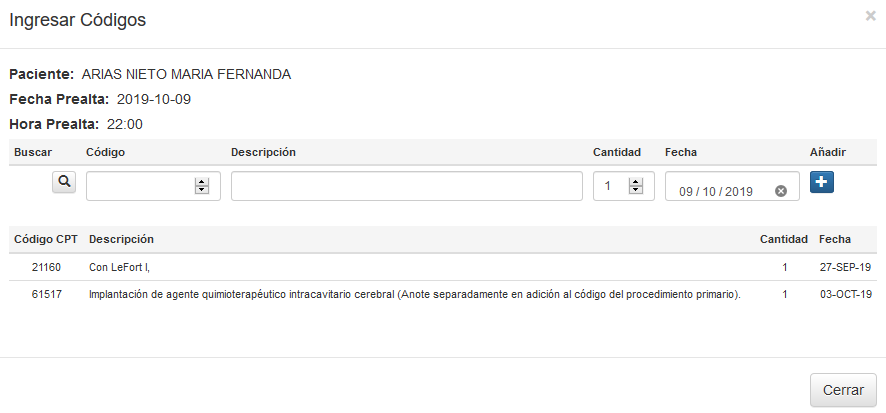 Ingresar Códigos
×
Paciente: ARIAS NIETO MARIA FERNANDA
Fecha Prealta: 2019-10-09
Hora Prealta: 22:00
Buscar Código Descripción Cantidad Fecha Añadir
1 09 / 10 / 2019
Código CPT Descripción Cantidad Fecha
21160 Con LeFort I, 1 27-SEP-19
61517 Implantación de agente quimioterapéutico intracavitario cerebral (Anote separadamente en adición al código del procedimiento primario). 1 03-OCT-19
Cerrar